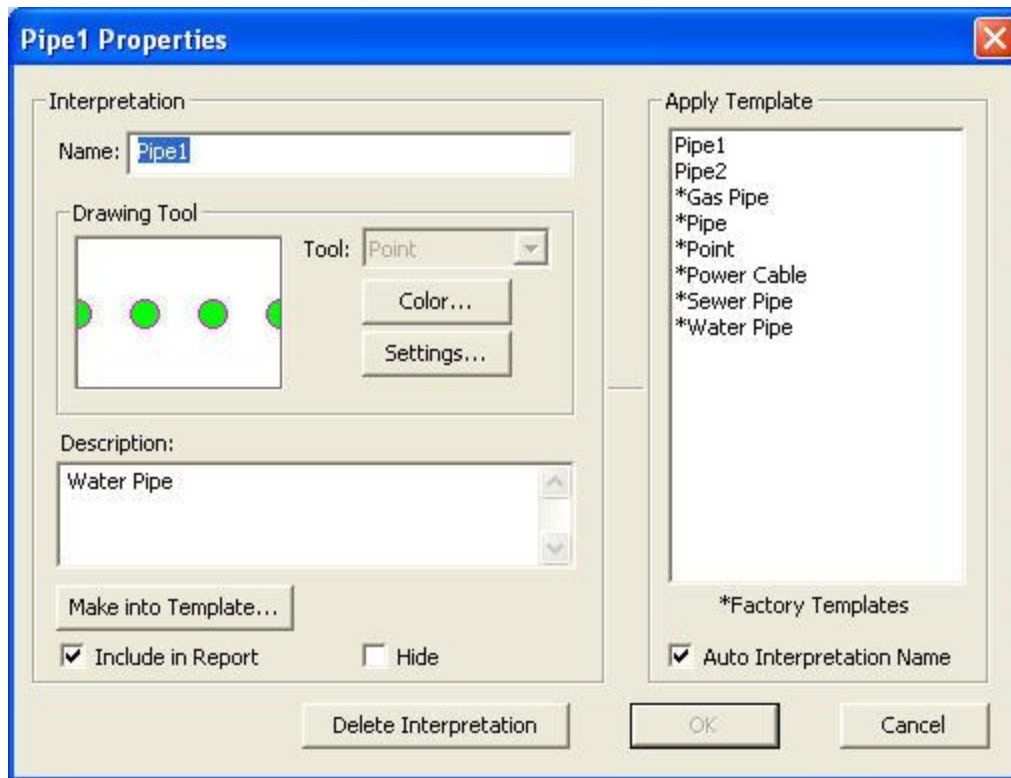 Pipe1 Properties
Interpretation
Name: Pipe1
Drawing Tool
Tool: Point
Color...
Settings...
Description:
Water Pipe
Make into Template...
Include in Report
Hide
Apply Template
Pipe1
Pipe2
*Gas Pipe
*Pipe
*Point
*Power Cable
*Sewer Pipe
*Water Pipe
*Factory Templates
Auto Interpretation Name
Delete Interpretation
OK
Cancel